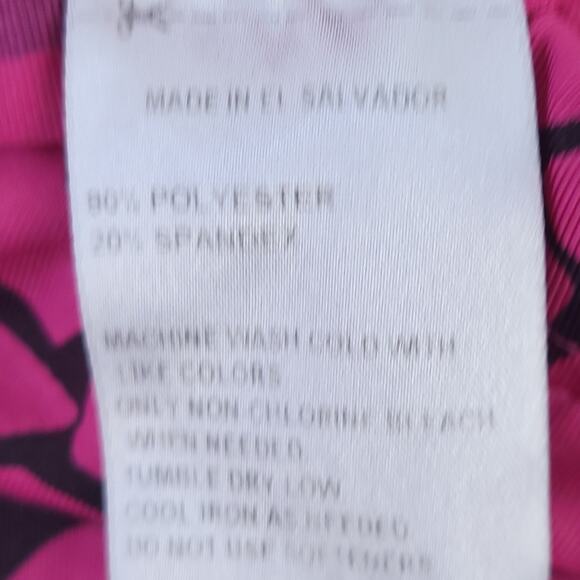 MADE IN EL SALVADOR
80% POLYESTER
20% SPANDEX
MACHINE WASH COLD WITH
LIKE COLORS
ONLY NON CHLORINE BLEACH
WHEN NEEDED
TUMBLE DRY LOW
COOL IRON AS NEEDED
DO NOT USE SOFTENERS